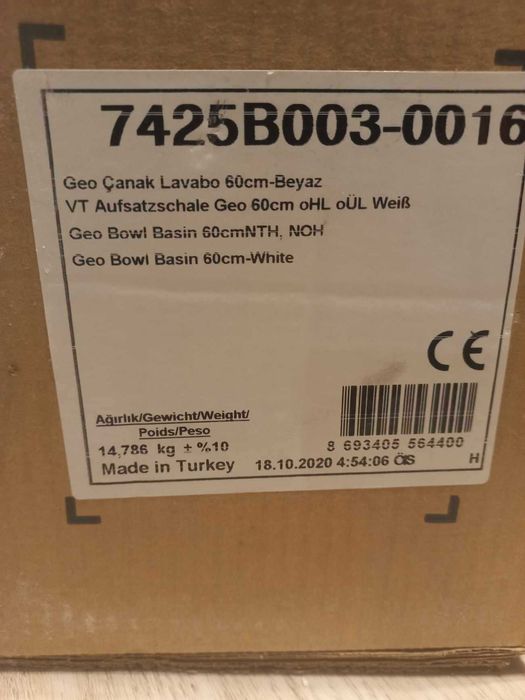 7425B003-0016
Geo Çanak Lavabo 60cm-Beyaz
VT Aufsatzschale Geo 60cm oHL oÜL Weiß
Geo Bowl Basin 60cmNTH, NOH
Geo Bowl Basin 60cm-White
CE
Ağırlık/Gewicht/Weight/
Poids/Peso
14,786 kg ± %10
8 693405 564400
Made in Turkey 18.10.2020 4:54:06 ÖİS H